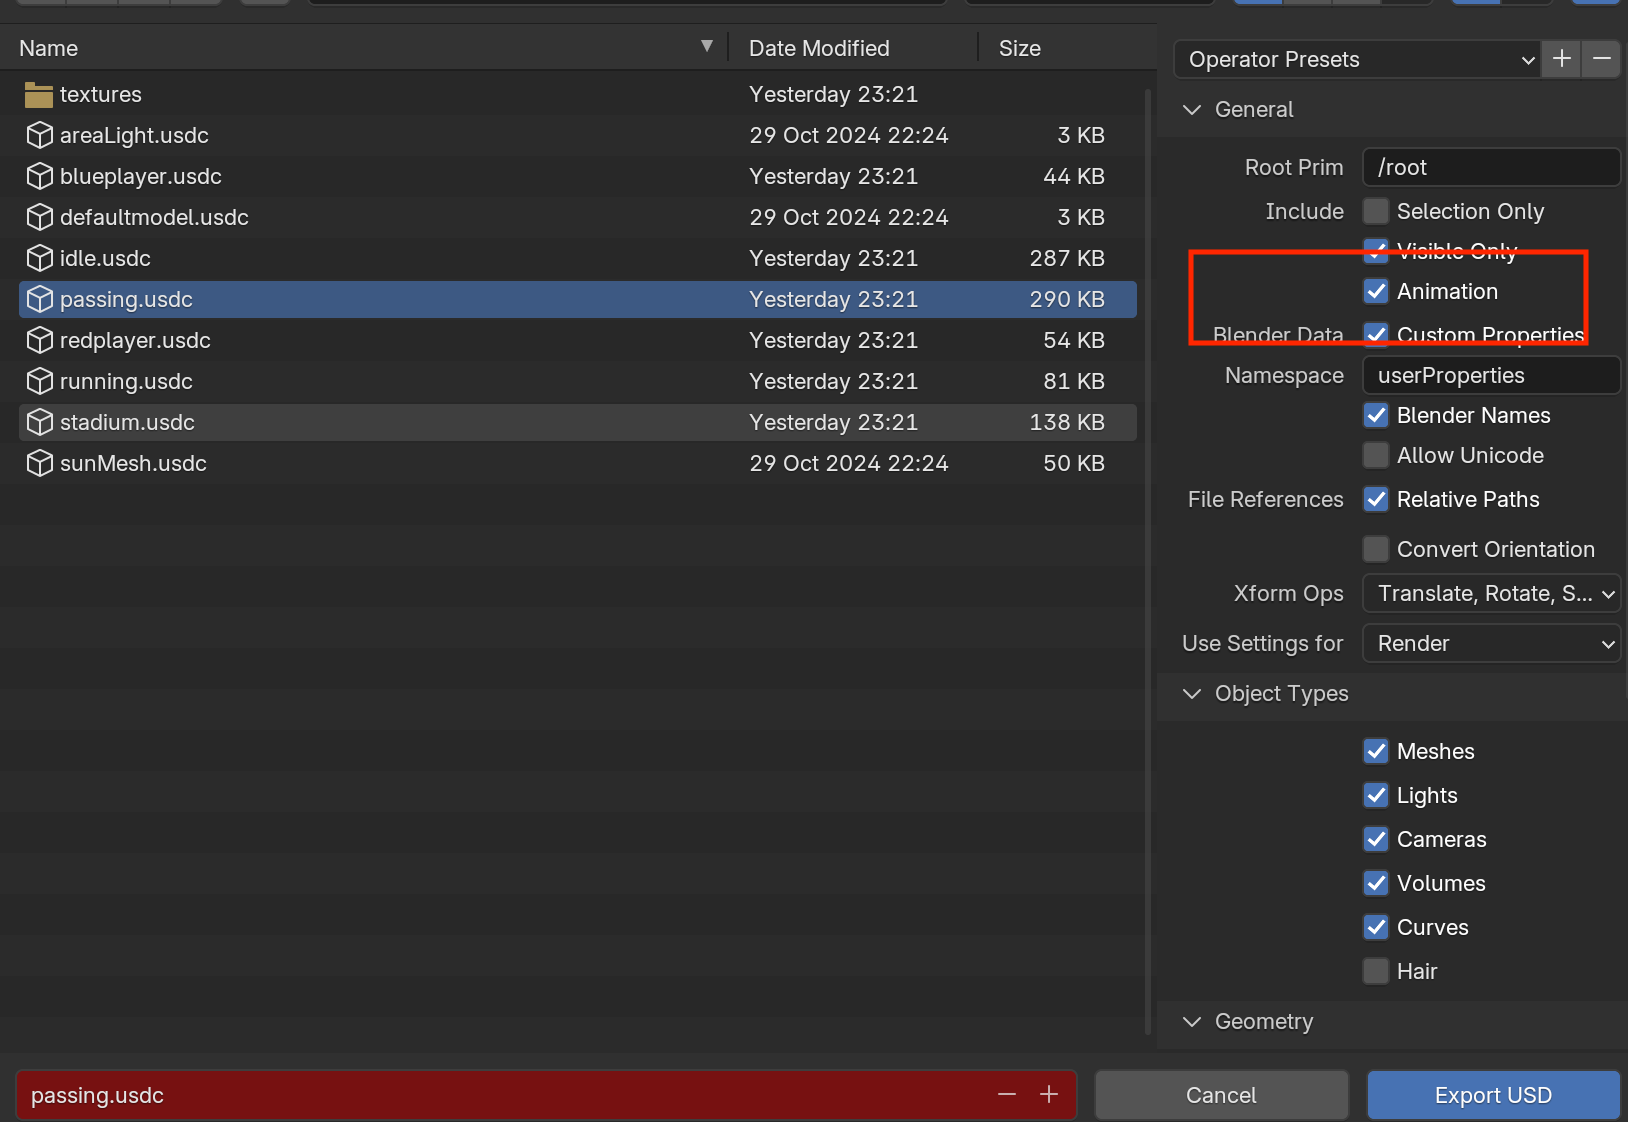 Name Date Modified Size
textures Yesterday 23:21
areaLight.usdc 29 Oct 2024 22:24 3 KB
blueplayer.usdc Yesterday 23:21 44 KB
defaultmodel.usdc 29 Oct 2024 22:24 3 KB
idle.usdc Yesterday 23:21 287 KB
passing.usdc Yesterday 23:21 290 KB
redplayer.usdc Yesterday 23:21 54 KB
running.usdc Yesterday 23:21 81 KB
stadium.usdc Yesterday 23:21 138 KB
sunMesh.usdc 29 Oct 2024 22:24 50 KB
Operator Presets
General
Root Prim /root
Include Selection Only
Visible Only
Animation
Blender Data Custom Properties
Namespace userProperties
Blender Names
Allow Unicode
File References Relative Paths
Convert Orientation
Xform Ops Translate, Rotate, S...
Use Settings for Render
Object Types
Meshes
Lights
Cameras
Volumes
Curves
Hair
Geometry
passing.usdc
Cancel
Export USD